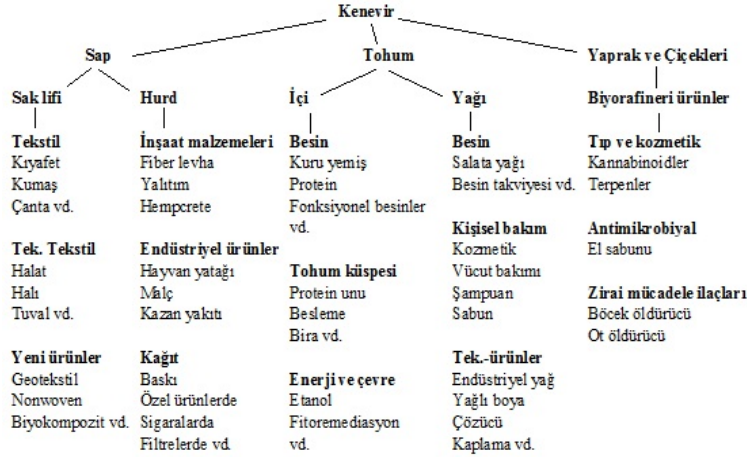 Kenevir
Sap
Tohum
Yaprak ve Çiçekleri
Sak lifi
Hurd
İçi
Yağı
Biyorafineri ürünler
Tekstil
Kıyafet
Kumaş
Çanta vd.
Tek. Tekstil
Halat
Halı
Tuval vd.
Yeni ürünler
Geotekstil
Nonwoven
Biyokompozit vd.
İnşaat malzemeleri
Fiber levha
Yalıtım
Hempcrete
Endüstriyel ürünler
Hayvan yatağı
Malç
Kazan yakıtı
Kağıt
Baskı
Özel ürünlerde
Sigaralarda
Filtrelerde vd.
Besin
Kuru yemiş
Protein
Fonksiyonel besinler
vd.
Tohum küspesi
Protein unu
Besleme
Bira vd.
Enerji ve çevre
Etanol
Fitoremediasyon
vd.
Besin
Salata yağı
Besin takviyesi vd.
Kişisel bakım
Kozmetik
Vücut bakımı
Şampuan
Sabun
Tek.-ürünler
Endüstriyel yağ
Yağlı boya
Çözücü
Kaplama vd.
Tıp ve kozmetik
Kannabinoidler
Terpenler
Antimikrobiyal
El sabunu
Zirai mücadele ilaçları
Böcek öldürücü
Ot öldürücü